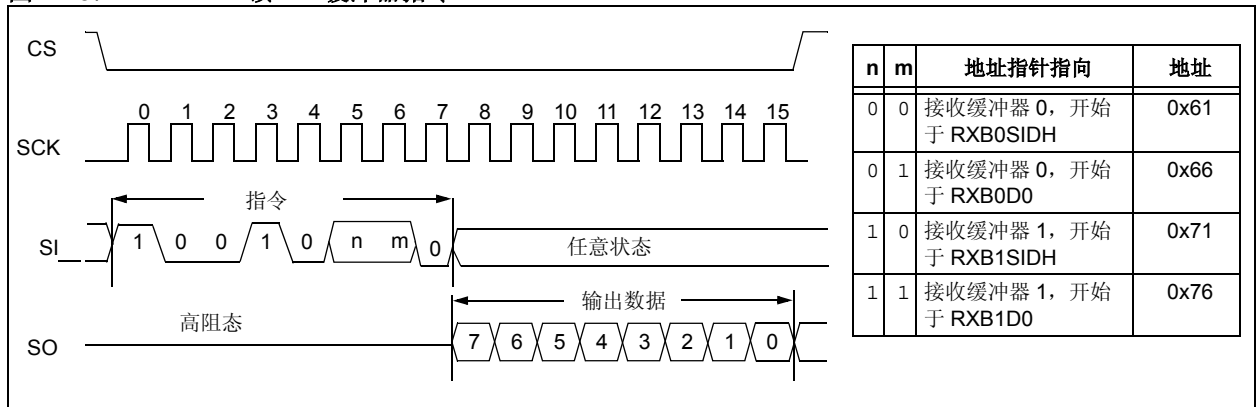 CS
0 1 2 3 4 5 6 7 8 9 10 11 12 13 14 15
SCK
指令
SI
1 0 0 1 0 n m 0
任意状态
输出数据
高阻态
SO
7 6 5 4 3 2 1 0
n m 地址指针指向 地址
0 0 接收缓冲器 0，开始 0x61
于 RXB0SIDH
0 1 接收缓冲器 0，开始 0x66
于 RXB0D0
1 0 接收缓冲器 1，开始 0x71
于 RXB1SIDH
1 1 接收缓冲器 1，开始 0x76
于 RXB1D0